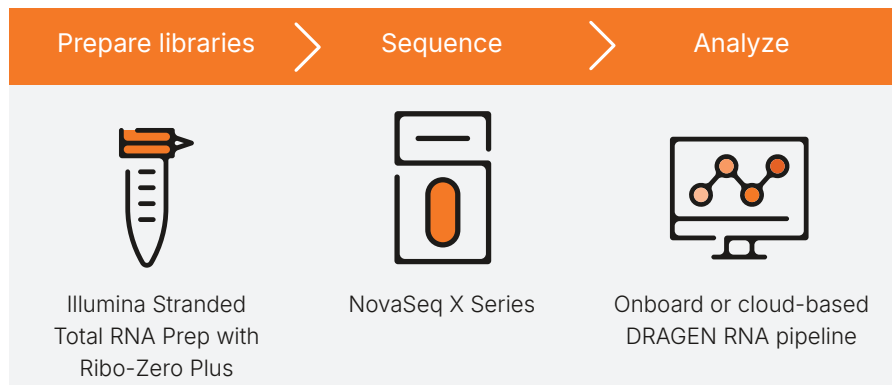 Prepare libraries
Sequence
Analyze
Illumina Stranded
Total RNA Prep with
Ribo-Zero Plus
NovaSeq X Series
Onboard or cloud-based
DRAGEN RNA pipeline